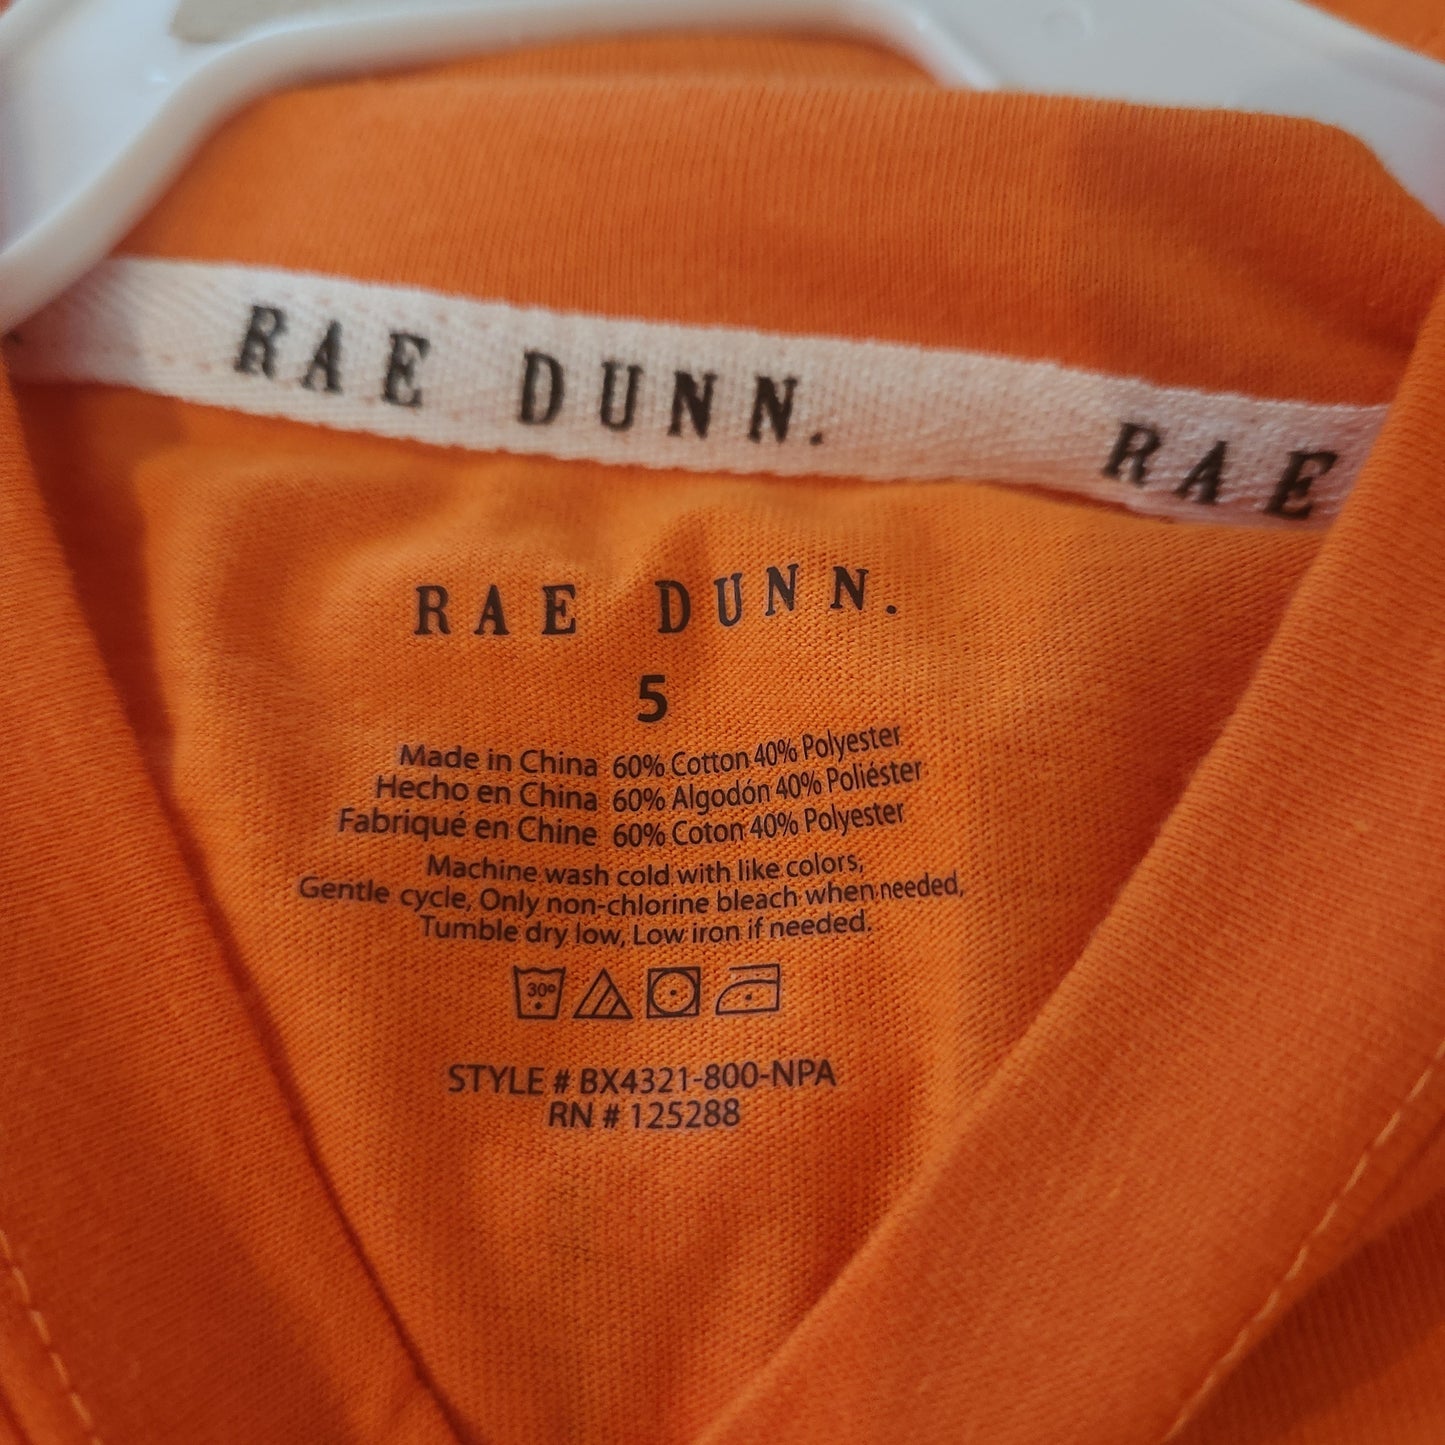 RAE DUNN. RAE
RAE DUNN.
5
Made in China 60% Cotton 40% Polyester
Hecho en China 60% Algodón 40% Poliéster
Fabriqué en Chine 60% Coton 40% Polyester
Machine wash cold with like colors,
Gentle cycle, Only non-chlorine bleach when needed,
Tumble dry low, Low iron if needed.
30º
STYLE # BX4321-800-NPA
RN # 125288